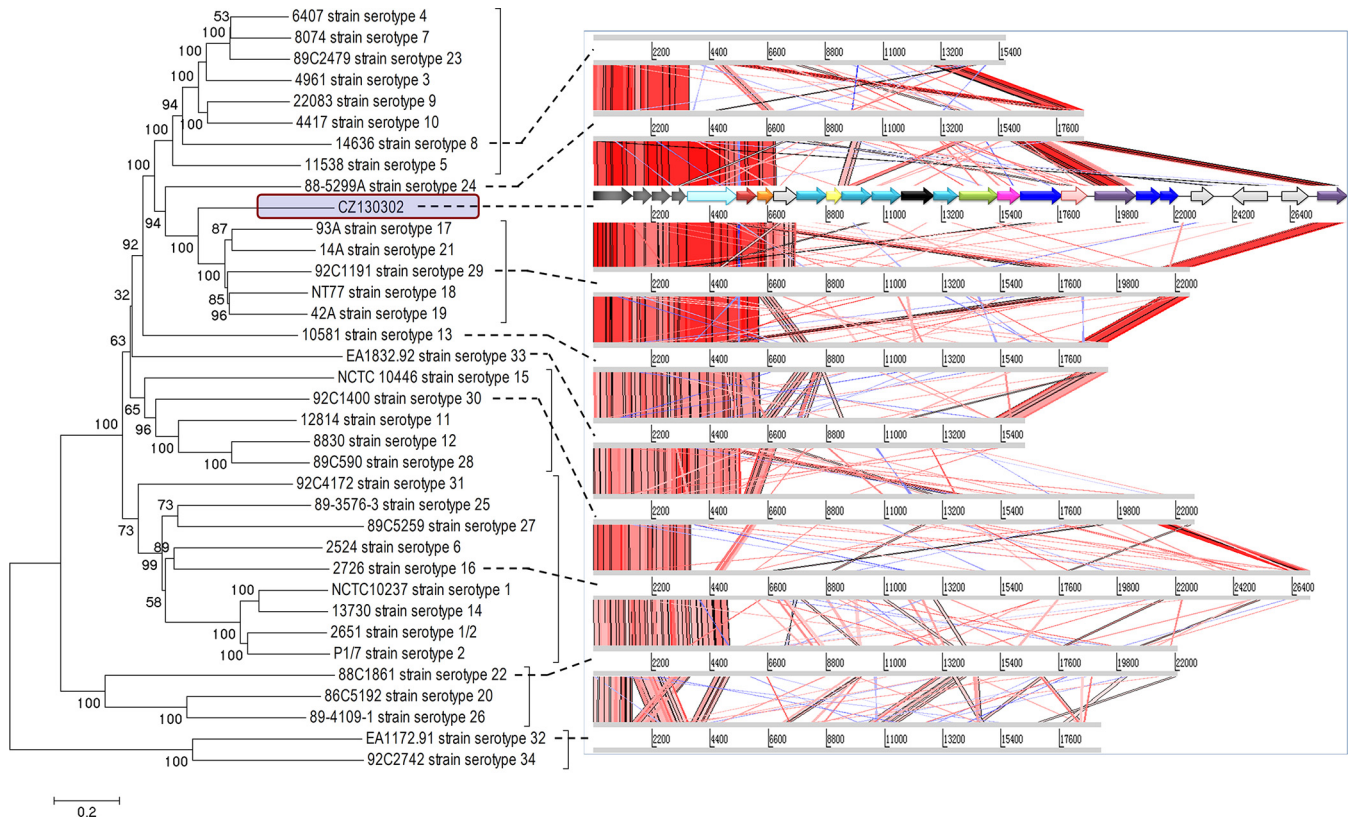 6407 strain serotype 4
8074 strain serotype 7
89C2479 strain serotype 23
4961 strain serotype 3
22083 strain serotype 9
4417 strain serotype 10
14636 strain serotype 8
11538 strain serotype 5
88-5299A strain serotype 24
CZ130302
93A strain serotype 17
14A strain serotype 21
92C1191 strain serotype 29
NT77 strain serotype 18
42A strain serotype 19
10581 strain serotype 13
EA1832.92 strain serotype 33
NCTC 10446 strain serotype 15
92C1400 strain serotype 30
12814 strain serotype 11
8830 strain serotype 12
89C590 strain serotype 28
92C4172 strain serotype 31
89-3576-3 strain serotype 25
89C5259 strain serotype 27
2524 strain serotype 6
2726 strain serotype 16
NCTC10237 strain serotype 1
13730 strain serotype 14
2651 strain serotype 1/2
P1/7 strain serotype 2
88C1861 strain serotype 22
86C5192 strain serotype 20
89-4109-1 strain serotype 26
EA1172.91 strain serotype 32
92C2742 strain serotype 34
53
100
100
100
94
100
100
100
94
100
92
87
100
85
96
32
63
65
96
100
100
100
73
73
89
99
58
100
100
100
100
100
100
0.2
2200 4400 6600 8800 11000 13200 15400
2200 4400 6600 8800 11000 13200 15400 17600
2200 4400 6600 8800 11000 13200 15400 17600 19800 22000 24200 26400
2200 4400 6600 8800 11000 13200 15400 17600 19800 22000
2200 4400 6600 8800 11000 13200 15400 17600
2200 4400 6600 8800 11000 13200 15400
2200 4400 6600 8800 11000 13200 15400 17600 19800 22000
2200 4400 6600 8800 11000 13200 15400 17600 19800 22000 24200 26400
2200 4400 6600 8800 11000 13200 15400 17600 19800 22000
2200 4400 6600 8800 11000 13200 15400 17600